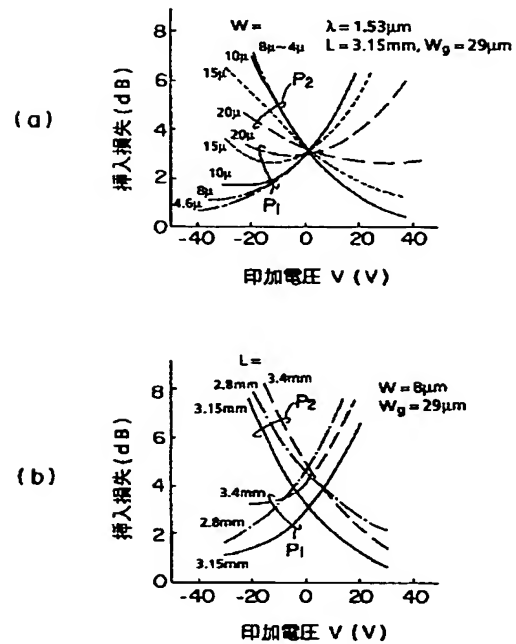 (a)
W=
λ = 1.53μm
L = 3.15mm, Wg = 29μm
10μ
8μ~4μ
15μ
P2
20μ
20μ
15μ
10μ
8μ
4.6μ
P1
挿入損失(dB)
8
6
4
2
0
-40
-20
0
20
40
印加電圧 V (V)
(b)
L=
3.4mm
2.8mm
3.15mm
P2
W = 8μm
Wg = 29μm
3.4mm
2.8mm
3.15mm
P1
挿入損失(dB)
8
6
4
2
0
-40
-20
0
20
40
印加電圧 V (V)